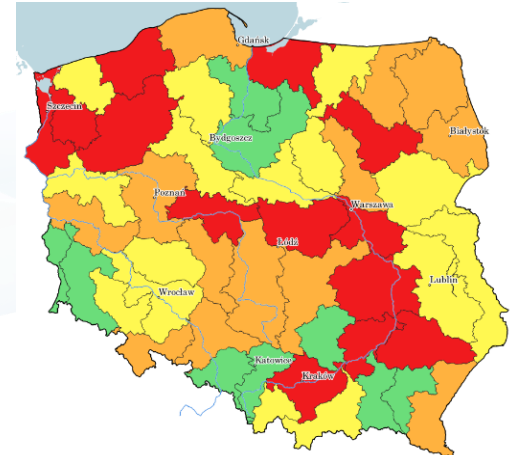 Gdańsk
Szczecin
Białystok
Bydgoszcz
Poznań
Warszawa
Łódź
Lublin
Wrocław
Katowice
Kraków